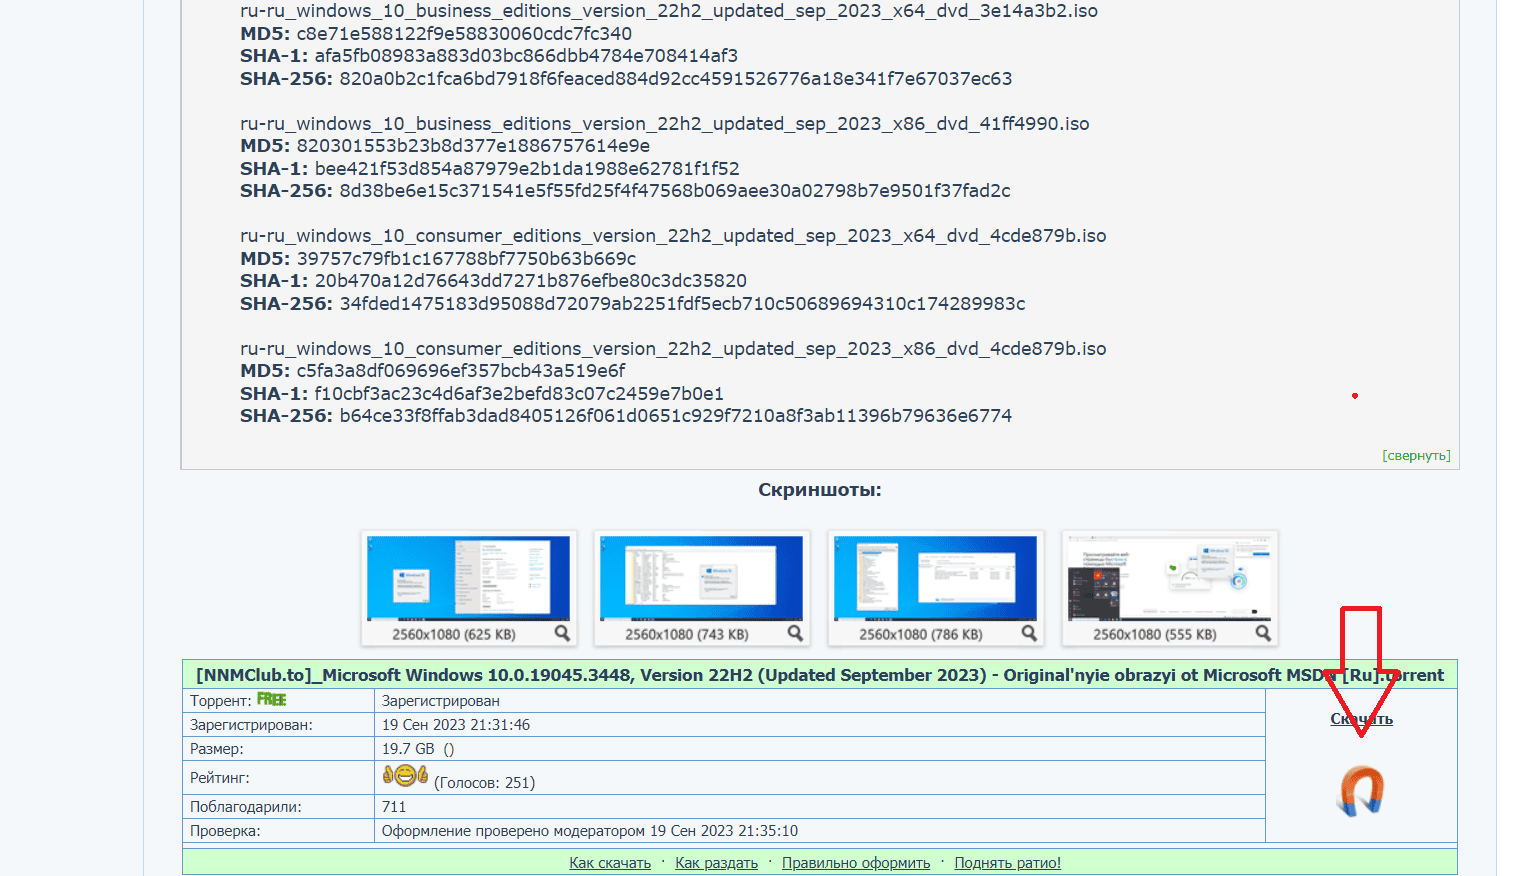 ru-ru_windows_10_business_editions_version_22h2_updated_sep_2023_x64_dvd_3e14a3b2.iso
MD5: c8e71e588122f9e58830060cdc7fc340
SHA-1: afa5fb08983a883d03bc866dbb4784e708414af3
SHA-256: 820a0b2c1fca6bd7918f6feaced884d92cc4591526776a18e341f7e67037ec63
ru-ru_windows_10_business_editions_version_22h2_updated_sep_2023_x86_dvd_41ff4990.iso
MD5: 820301553b23b8d377e1886757614e9e
SHA-1: bee421f53d854a87979e2b1da1988e62781f1f52
SHA-256: 8d38be6e15c371541e5f55fd25f4f47568b069aee30a02798b7e9501f37fad2c
ru-ru_windows_10_consumer_editions_version_22h2_updated_sep_2023_x64_dvd_4cde879b.iso
MD5: 39757c79fb1c167788bf7750b63b669c
SHA-1: 20b470a12d76643dd7271b876efbe80c3dc35820
SHA-256: 34fded1475183d95088d72079ab2251fdf5ecb710c50689694310c174289983c
ru-ru_windows_10_consumer_editions_version_22h2_updated_sep_2023_x86_dvd_4cde879b.iso
MD5: c5fa3a8df069696ef357bcb43a519e6f
SHA-1: f10cbf3ac23c4d6af3e2befd83c07c2459e7b0e1
SHA-256: b64ce33f8ffab3dad8405126f061d0651c929f7210a8f3ab11396b79636e6774
[свернуть]
Скриншоты:
2560x1080 (625 KB)
2560x1080 (743 KB)
2560x1080 (786 KB)
2560x1080 (555 KB)
[NNMClub.to]_Microsoft Windows 10.0.19045.3448, Version 22H2 (Updated September 2023) - Original'nyie obrazyi ot Microsoft MSDN [Ru].torrent
Торрент: FREE Зарегистрирован
Зарегистрирован: 19 Сен 2023 21:31:46
Скачать
Размер: 19.7 GB ()
Рейтинг: (Голосов: 251)
Поблагодарили: 711
Проверка: Оформление проверено модератором 19 Сен 2023 21:35:10
Как скачать · Как раздать · Правильно оформить · Поднять ратио!